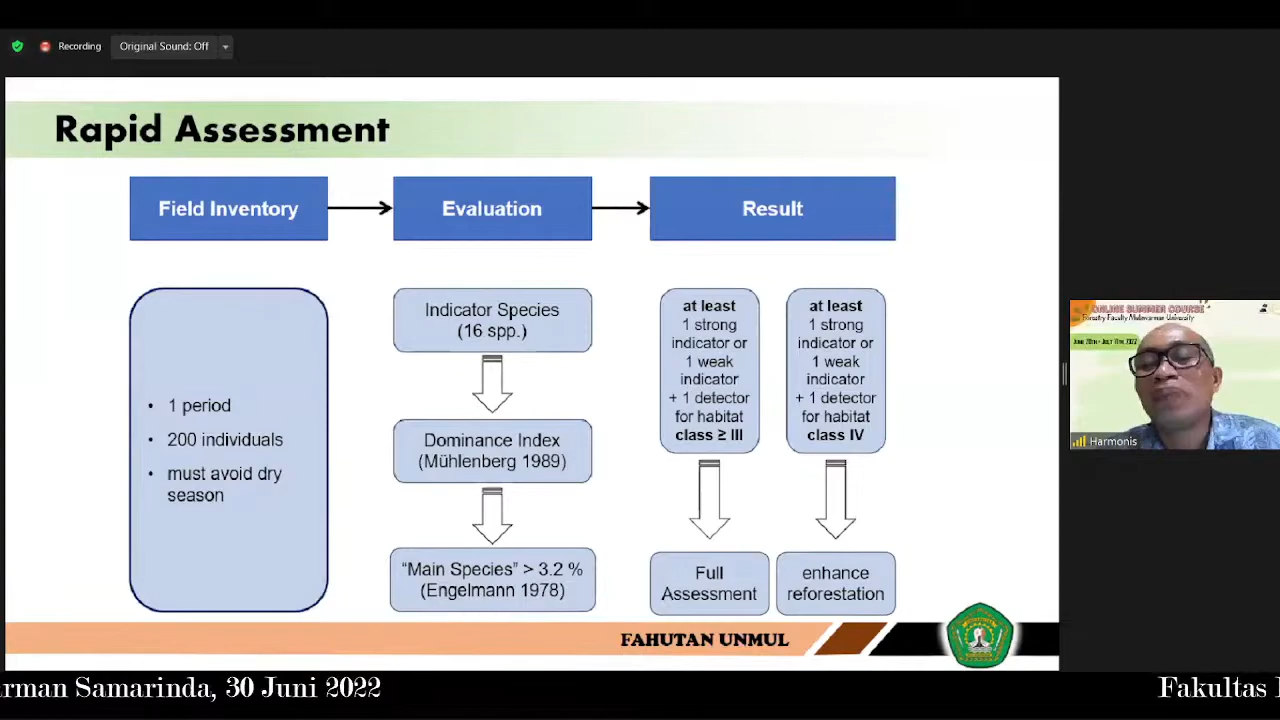 Recording
Original Sound: Off
Rapid Assessment
Field Inventory
Evaluation
Result
• 1 period
• 200 individuals
• must avoid dry
season
Indicator Species
(16 spp.)
Dominance Index
(Mühlenberg 1989)
"Main Species" > 3.2 %
(Engelmann 1978)
at least
1 strong
indicator or
1 weak
indicator
+ 1 detector
for habitat
class ≥ III
Full
Assessment
at least
1 strong
indicator or
1 weak
indicator
+ 1 detector
for habitat
class IV
enhance
reforestation
FAHUTAN UNMUL
ONLINE SUMMER COURSE
Forestry Faculty Mulawarman University
Harmonis
arman Samarinda, 30 Juni 2022
Fakultas